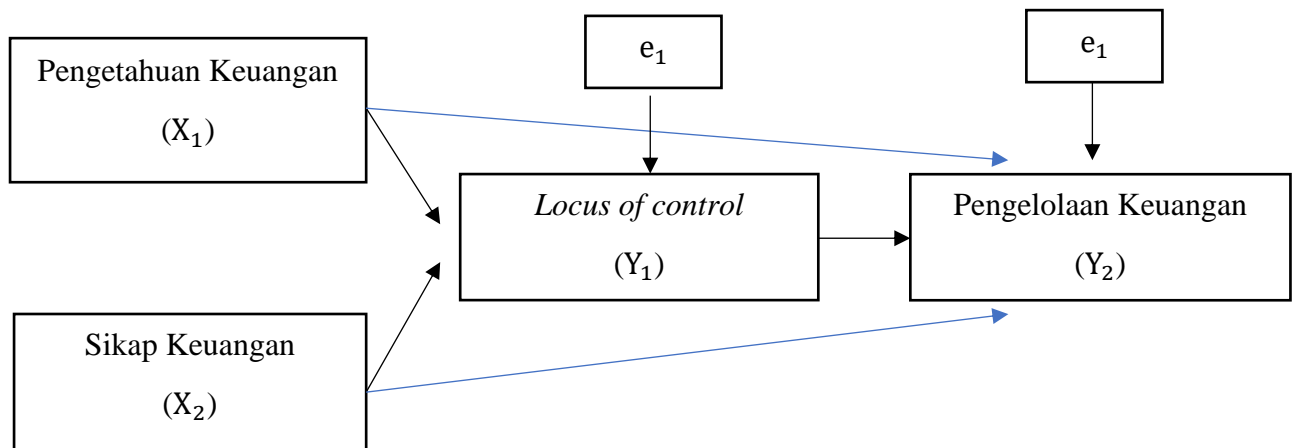 Pengetahuan Keuangan
(X₁)
e₁
e₁
Locus of control
(Y₁)
Pengelolaan Keuangan
(Y₂)
Sikap Keuangan
(X₂)